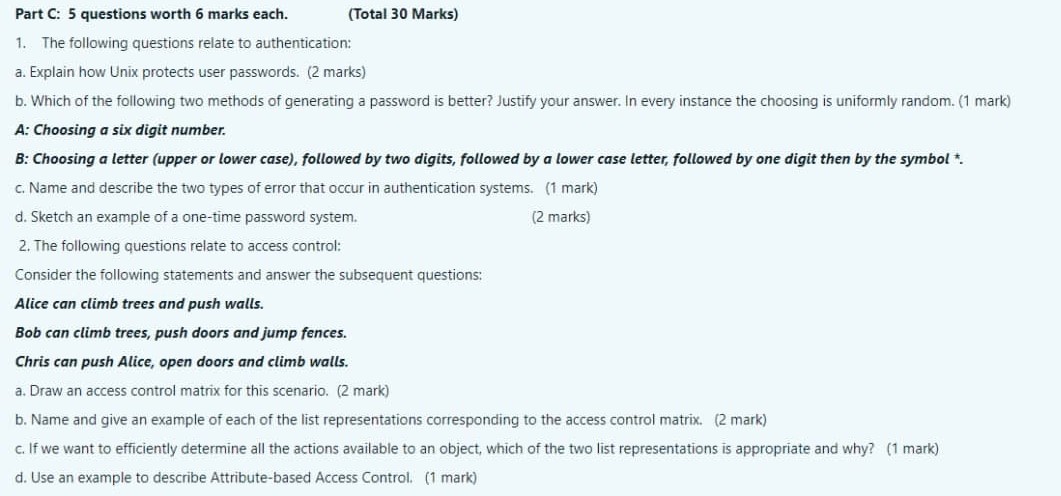 Part C: 5 questions worth 6 marks each. (Total 30 Marks)
1. The following questions relate to authentication:
a. Explain how Unix protects user passwords. (2 marks)
b. Which of the following two methods of generating a password is better? Justify your answer. In every instance the choosing is uniformly random. (1 mark)
A: Choosing a six digit number.
B: Choosing a letter (upper or lower case), followed by two digits, followed by a lower case letter, followed by one digit then by the symbol *.
c. Name and describe the two types of error that occur in authentication systems. (1 mark)
d. Sketch an example of a one-time password system. (2 marks)
2. The following questions relate to access control:
Consider the following statements and answer the subsequent questions:
Alice can climb trees and push walls.
Bob can climb trees, push doors and jump fences.
Chris can push Alice, open doors and climb walls.
a. Draw an access control matrix for this scenario. (2 mark)
b. Name and give an example of each of the list representations corresponding to the access control matrix. (2 mark)
c. If we want to efficiently determine all the actions available to an object, which of the two list representations is appropriate and why? (1 mark)
d. Use an example to describe Attribute-based Access Control. (1 mark)